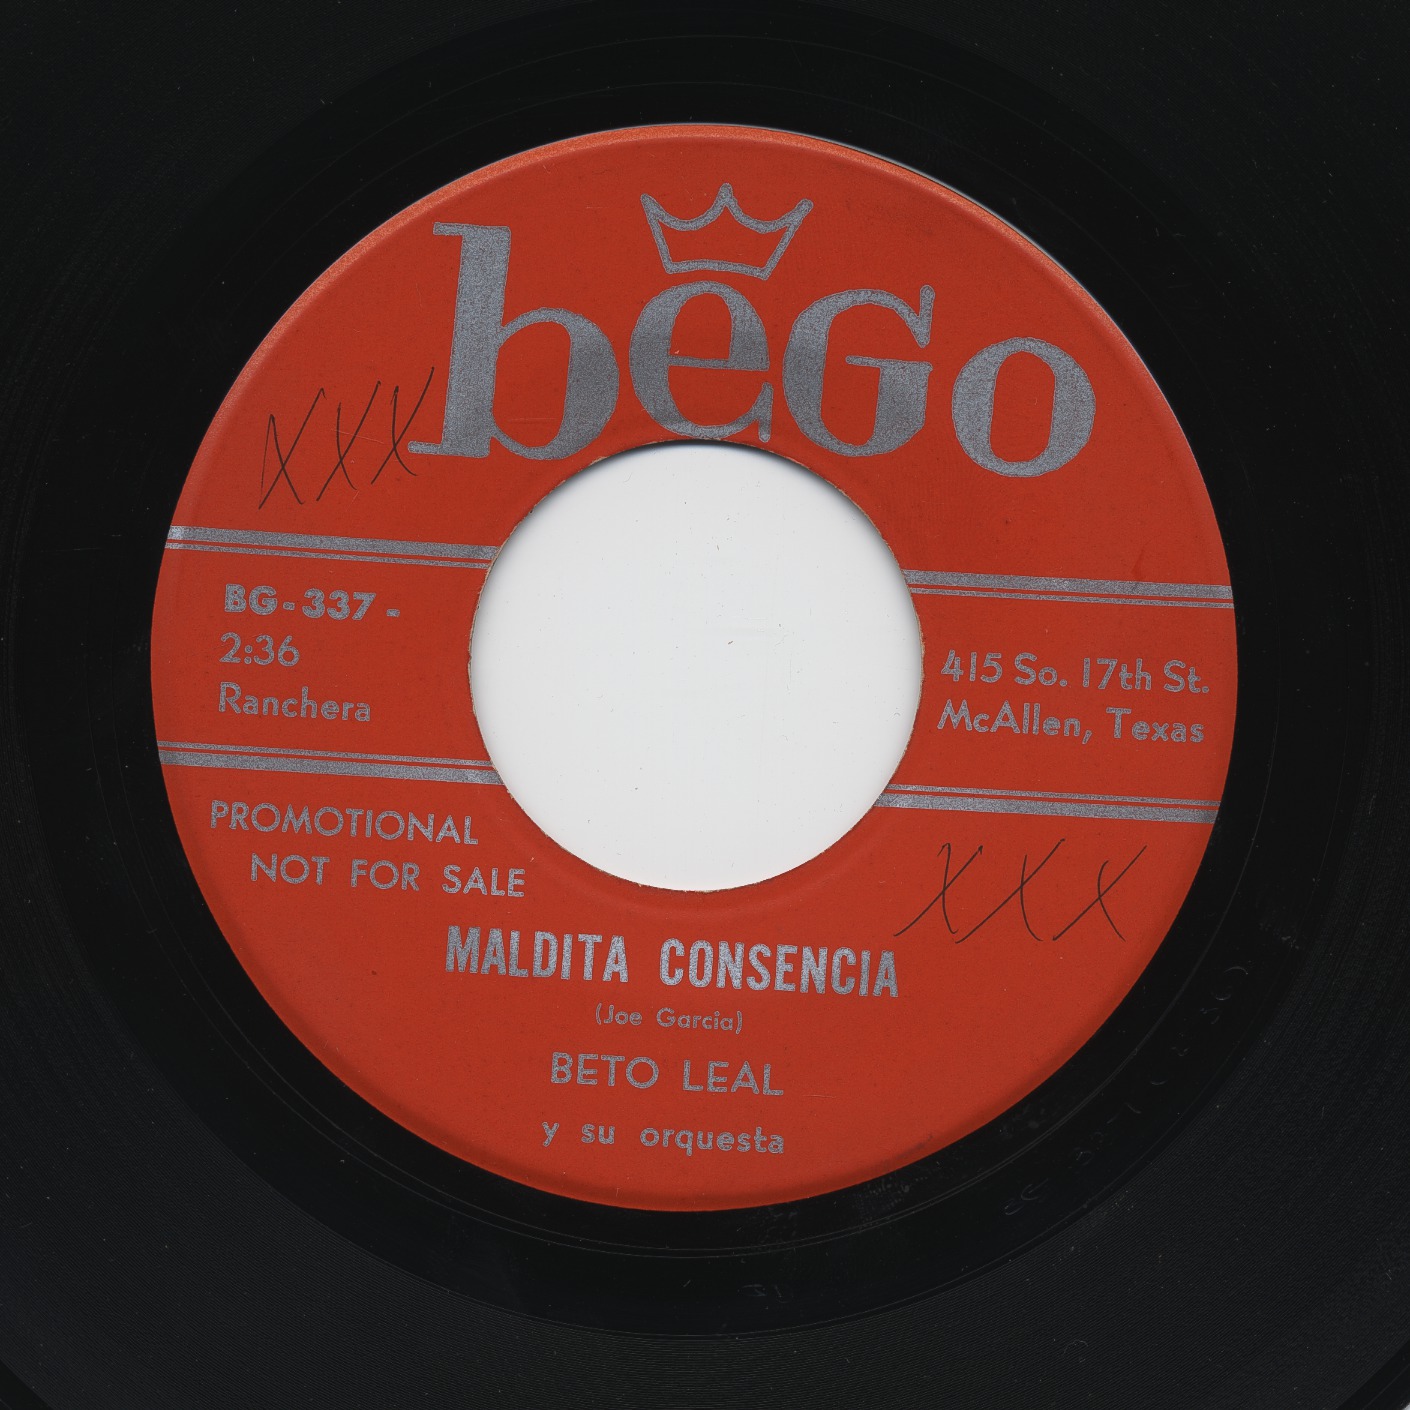 beGo
XXX
BG-337-
2:36
Ranchera
415 So. 17th St.
McAllen, Texas
PROMOTIONAL
NOT FOR SALE
XXX
MALDITA CONSENCIA
(Joe Garcia)
BETO LEAL
y su orquesta